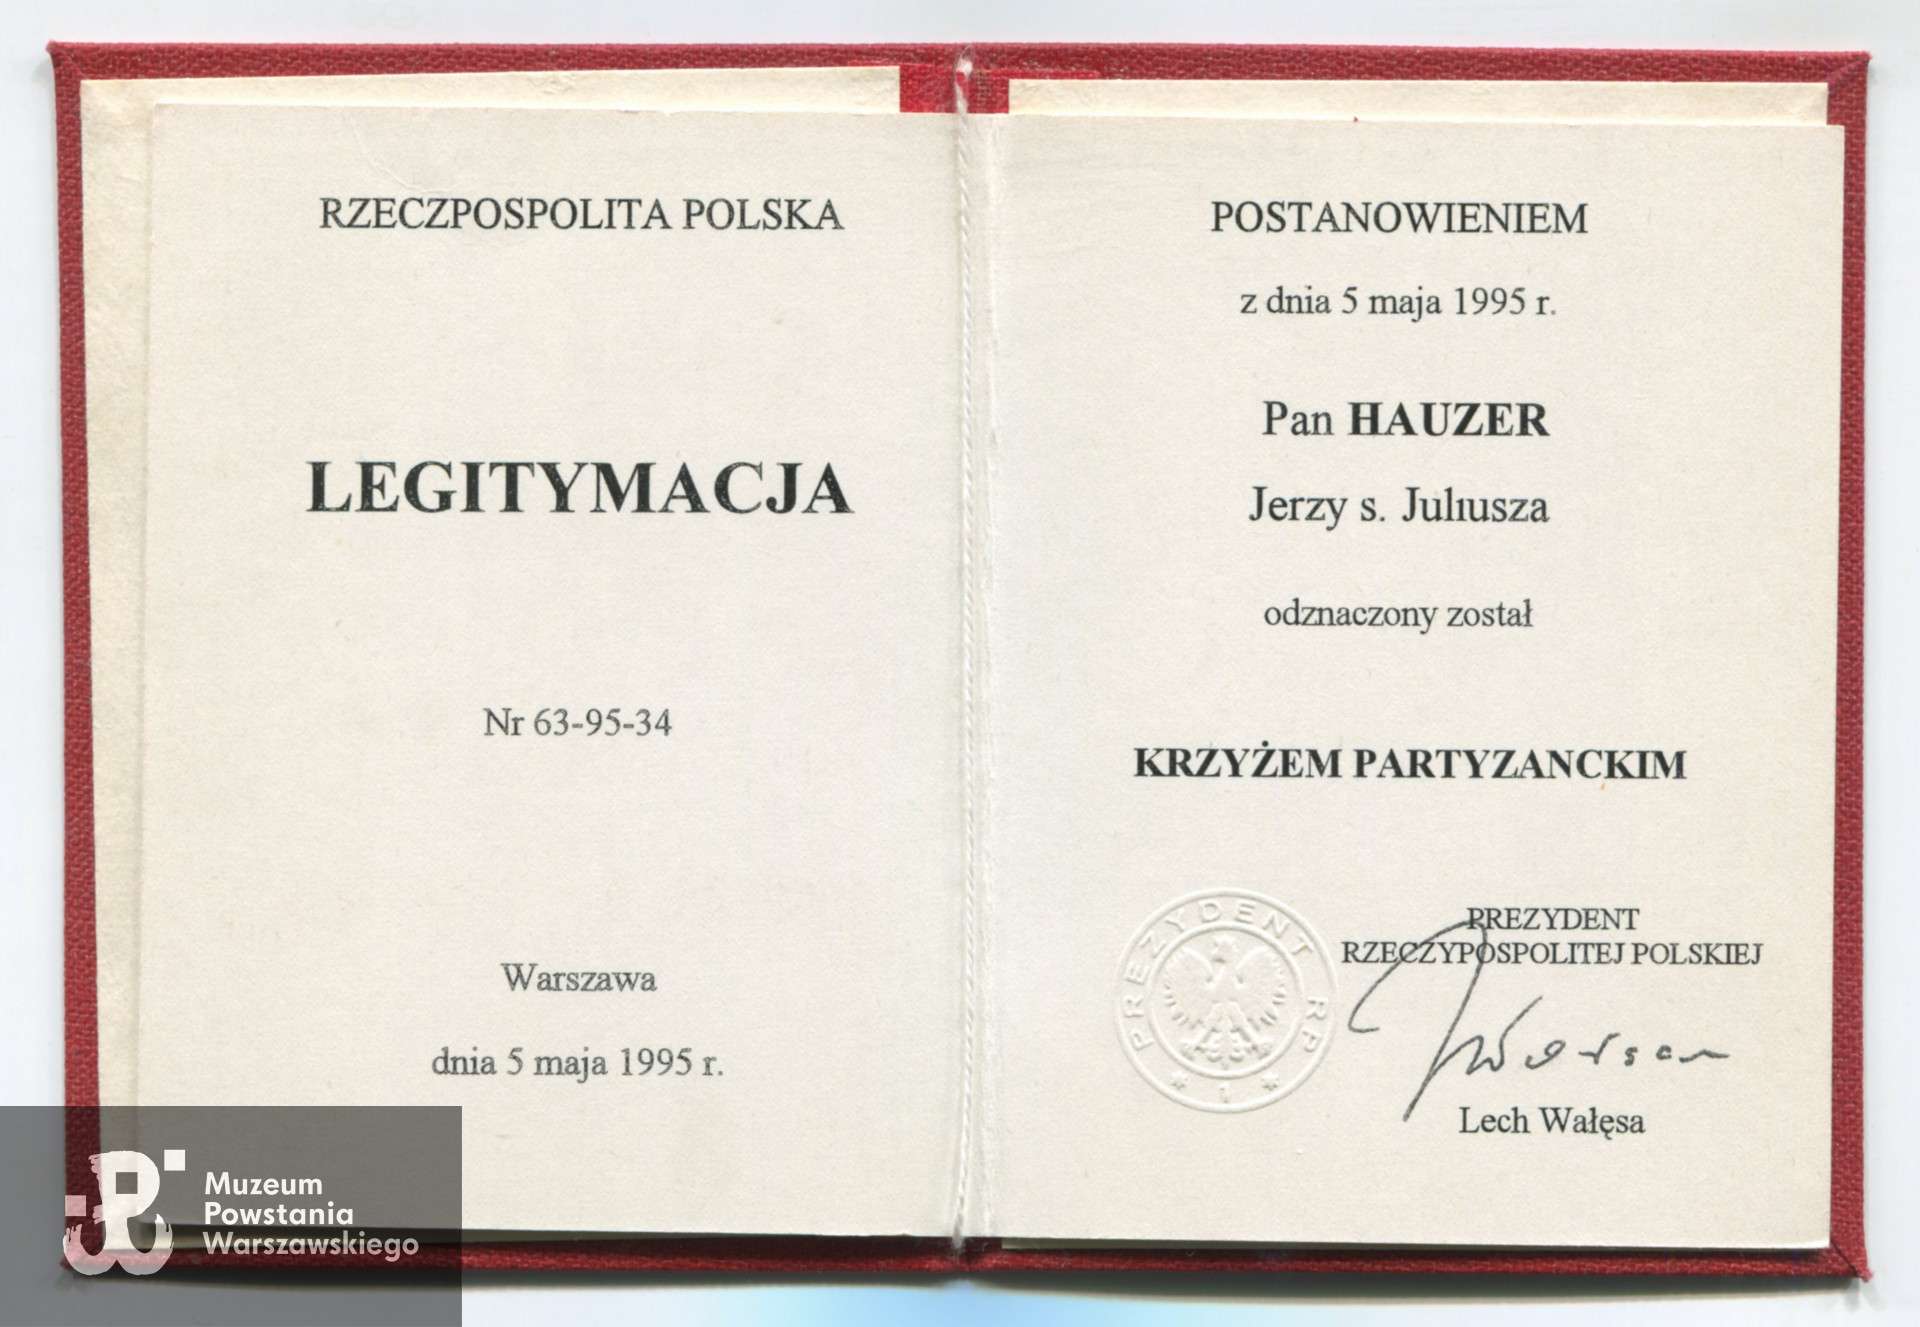 RZECZPOSPOLITA POLSKA
LEGITYMACJA
Nr 63-95-34
Warszawa
dnia 5 maja 1995 r.
POSTANOWIENIEM
z dnia 5 maja 1995 r.
Pan HAUZER
Jerzy s. Juliusza
odznaczony został
KRZYŻEM PARTYZANCKIM
PREZYDENT
RZECZYPOSPOLITEJ POLSKIEJ
Lech Wałęsa
PREZYDENT RP
* 1 *
Muzeum
Powstania
Warszawskiego